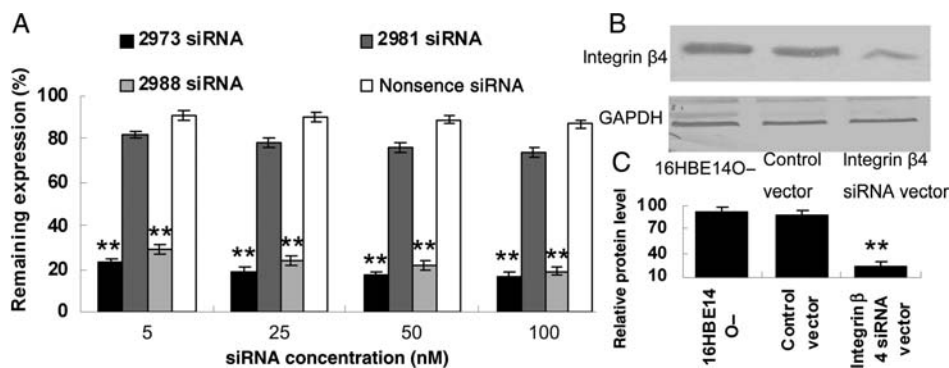 A
2973 siRNA
2981 siRNA
2988 siRNA
Nonsence siRNA
Remaining expression (%)
100
80
60
40
20
0
** ** ** ** ** ** ** **
5 25 50 100
siRNA concentration (nM)
B
Integrin β4
GAPDH
16HBE14O– Control Integrin β4
vector siRNA vector
C
Relative protein level
100
70
40
10
**
16HBE14
O–
Control
vector
Integrin β
4 siRNA
vector